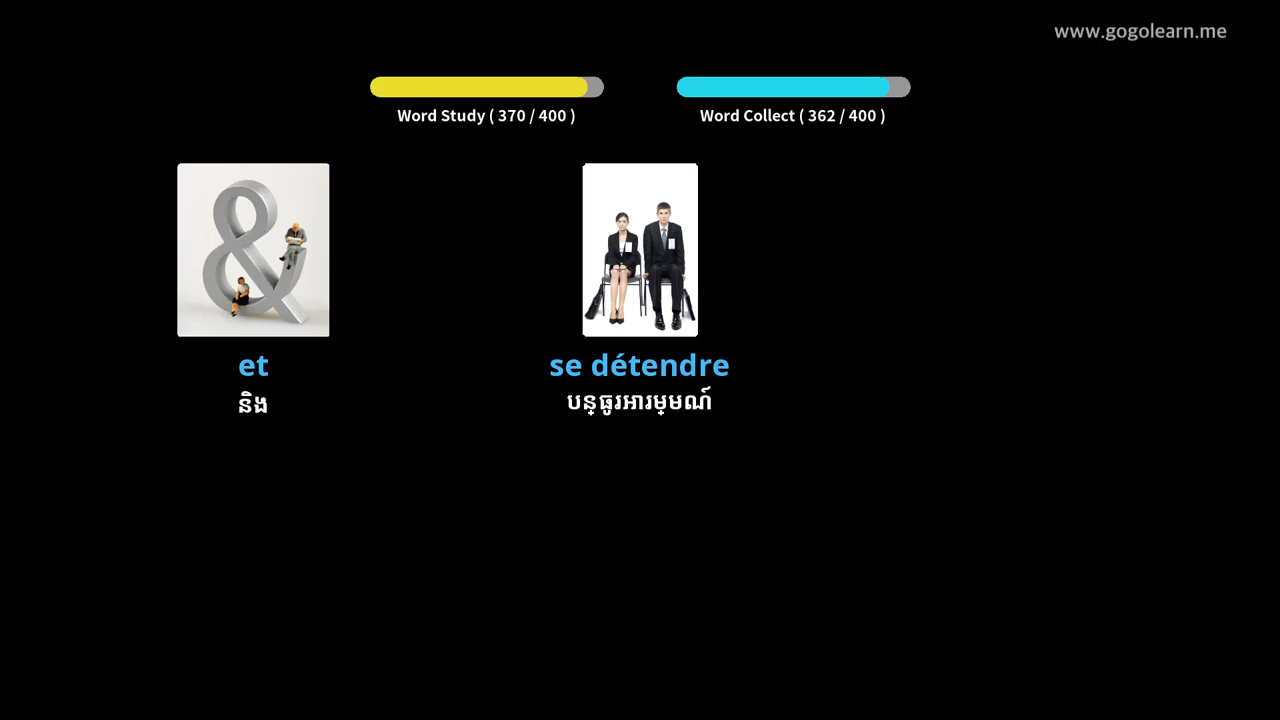 www.gogolearn.me
Word Study ( 370 / 400 )
Word Collect ( 362 / 400 )
et
និង
se détendre
បន្ធូរអារម្មមណ៍